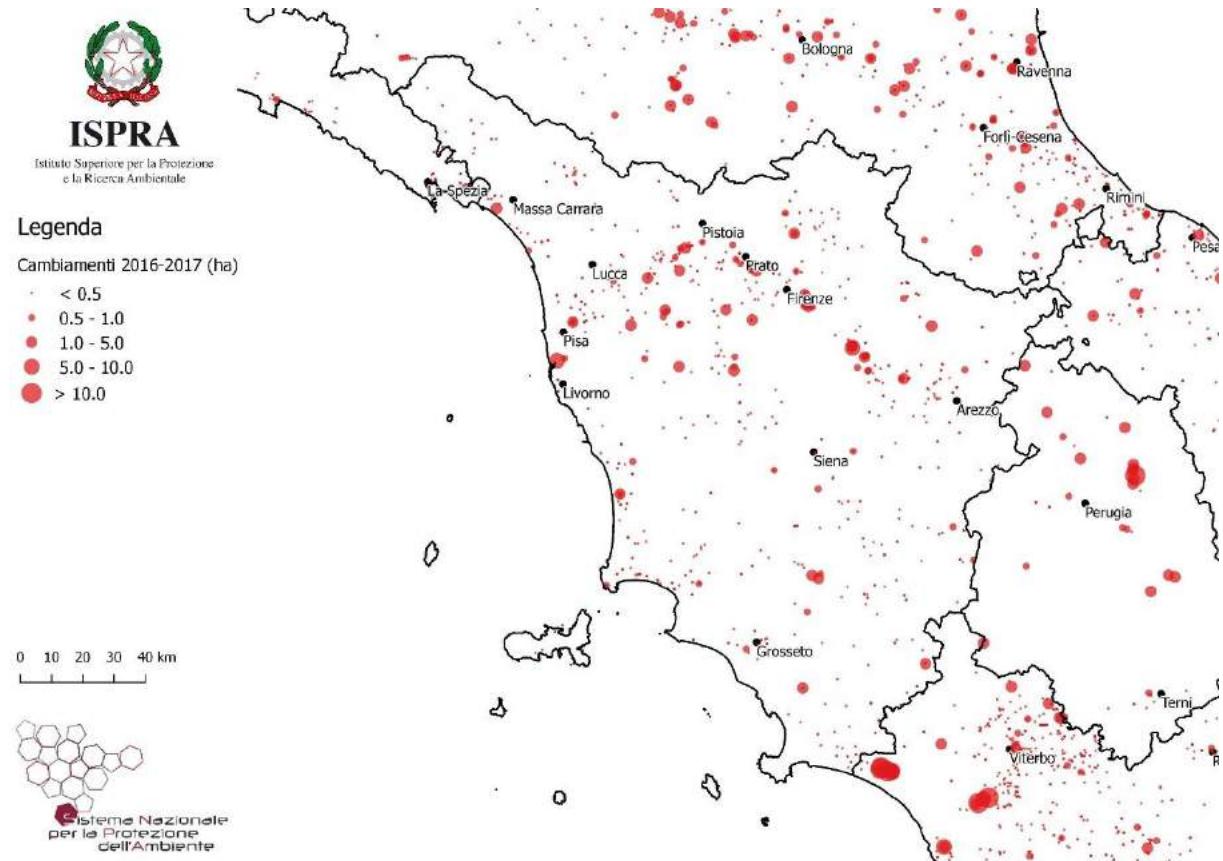 ISPRA
Istituto Superiore per la Protezione
e la Ricerca Ambientale
Legenda
Cambiamenti 2016-2017 (ha)
< 0.5
0.5 - 1.0
1.0 - 5.0
5.0 - 10.0
> 10.0
0 10 20 30 40 km
Sistema Nazionale
per la Protezione
dell'Ambiente
Bologna
Ravenna
Forlì-Cesena
La-Spezia
Massa Carrara
Rimini
Pistoia
Pesa
Prato
Lucca
Firenze
Pisa
Livorno
Arezzo
Siena
Perugia
Grosseto
Terni
Viterbo
R